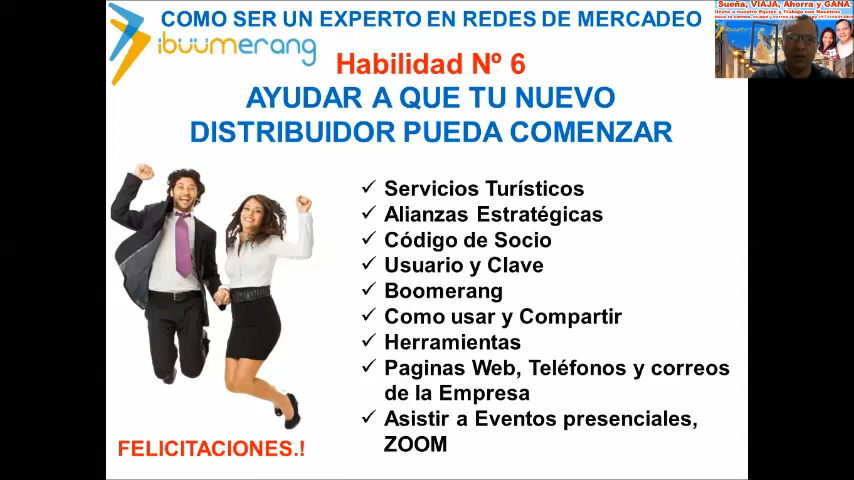 COMO SER UN EXPERTO EN REDES DE MERCADEO
ibüümerang
Habilidad Nº 6
AYUDAR A QUE TU NUEVO
DISTRIBUIDOR PUEDA COMENZAR
✓ Servicios Turísticos
✓ Alianzas Estratégicas
✓ Código de Socio
✓ Usuario y Clave
✓ Boomerang
✓ Como usar y Compartir
✓ Herramientas
✓ Paginas Web, Teléfonos y correos
de la Empresa
✓ Asistir a Eventos presenciales,
ZOOM
FELICITACIONES.!
Sueña, VIAJA, Ahorra y GANA